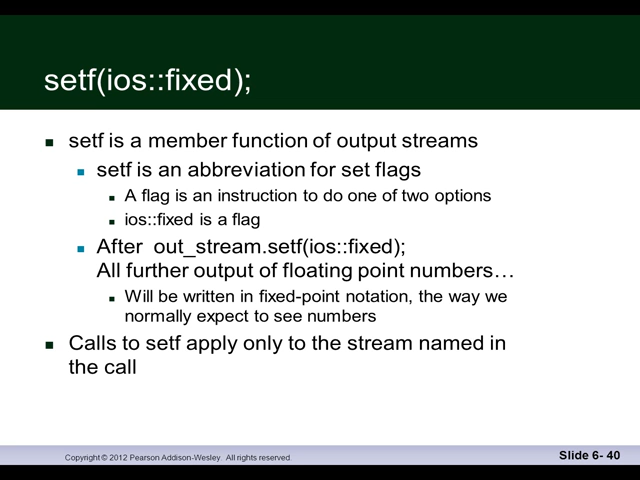 setf(ios::fixed);
setf is a member function of output streams
setf is an abbreviation for set flags
A flag is an instruction to do one of two options
ios::fixed is a flag
After out_stream.setf(ios::fixed);
All further output of floating point numbers…
Will be written in fixed-point notation, the way we
normally expect to see numbers
Calls to setf apply only to the stream named in
the call
Copyright © 2012 Pearson Addison-Wesley. All rights reserved.
Slide 6- 40